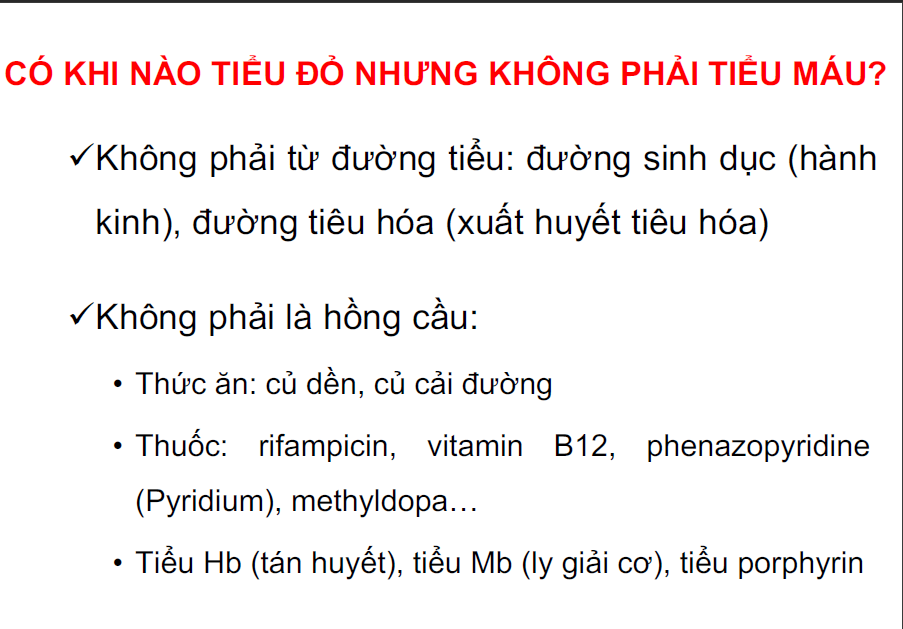 CÓ KHI NÀO TIỂU ĐỎ NHƯNG KHÔNG PHẢI TIỂU MÁU?
✓Không phải từ đường tiểu: đường sinh dục (hành
kinh), đường tiêu hóa (xuất huyết tiêu hóa)
✓Không phải là hồng cầu:
• Thức ăn: củ dền, củ cải đường
• Thuốc: rifampicin, vitamin B12, phenazopyridine
(Pyridium), methyldopa…
• Tiểu Hb (tán huyết), tiểu Mb (ly giải cơ), tiểu porphyrin